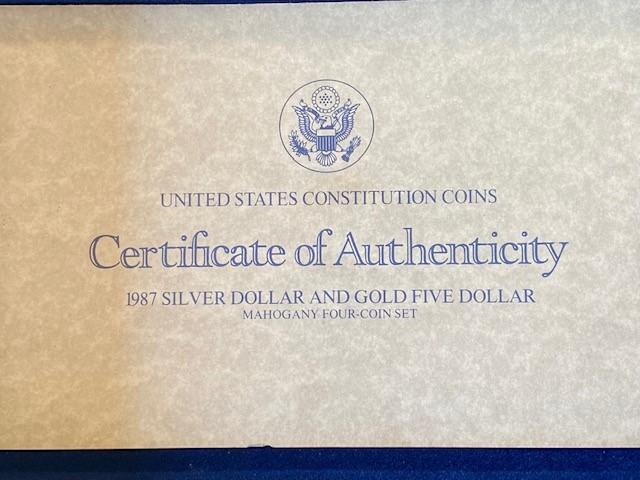 UNITED STATES CONSTITUTION COINS
Certificate of Authenticity
1987 SILVER DOLLAR AND GOLD FIVE DOLLAR
MAHOGANY FOUR-COIN SET